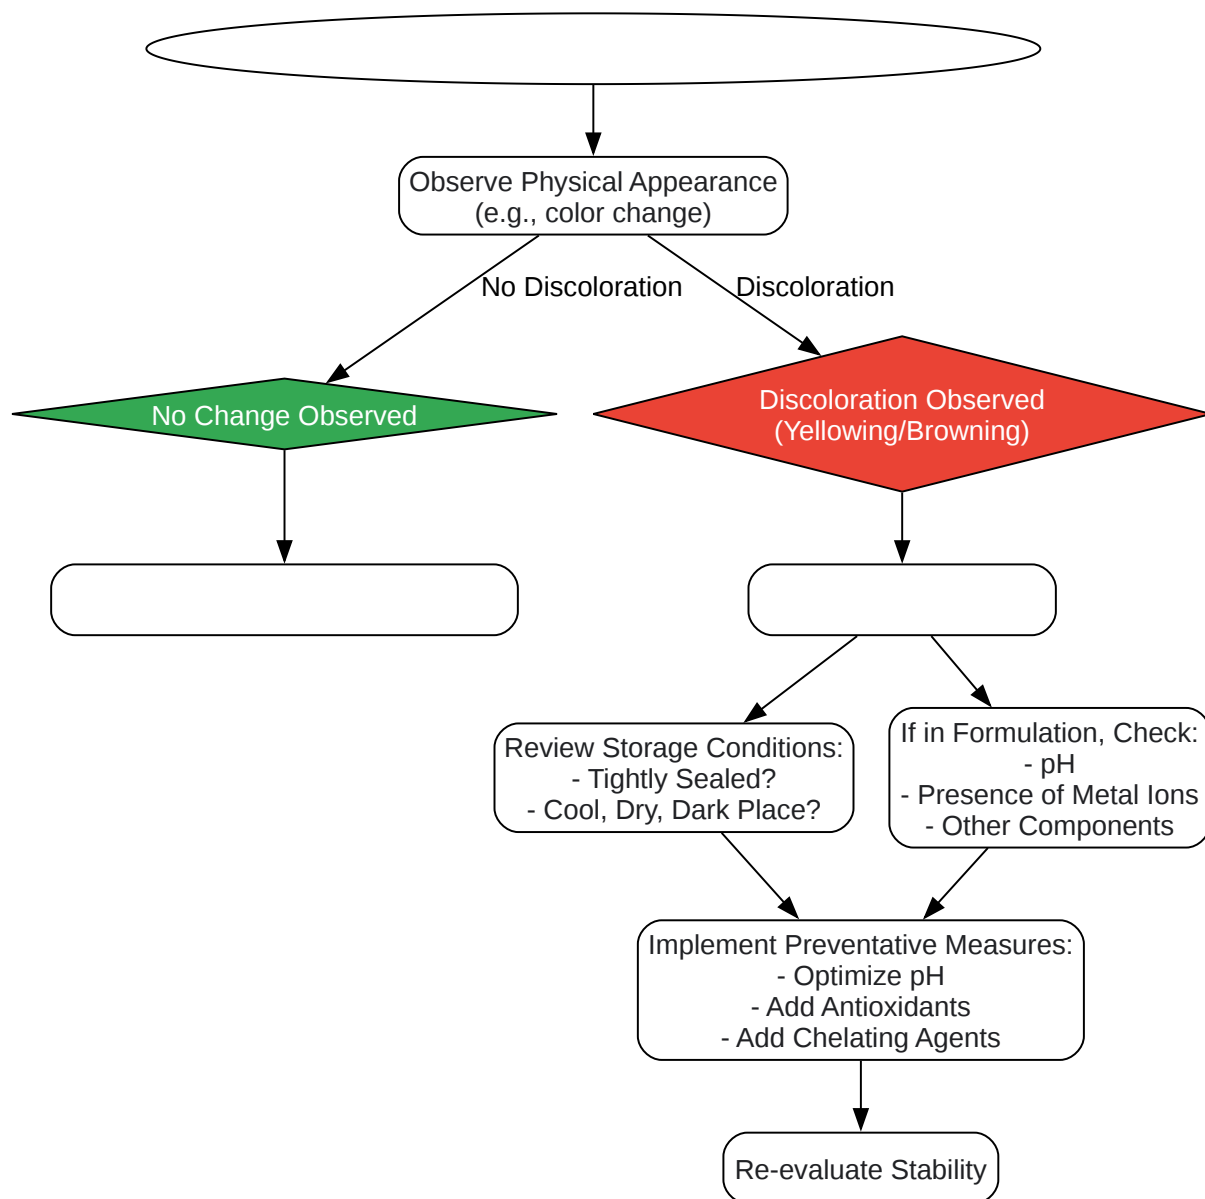 Observe Physical Appearance
(e.g., color change)
No Discoloration
Discoloration
No Change Observed
Discoloration Observed
(Yellowing/Browning)
Review Storage Conditions:
- Tightly Sealed?
- Cool, Dry, Dark Place?
If in Formulation, Check:
- pH
- Presence of Metal Ions
- Other Components
Implement Preventative Measures:
- Optimize pH
- Add Antioxidants
- Add Chelating Agents
Re-evaluate Stability